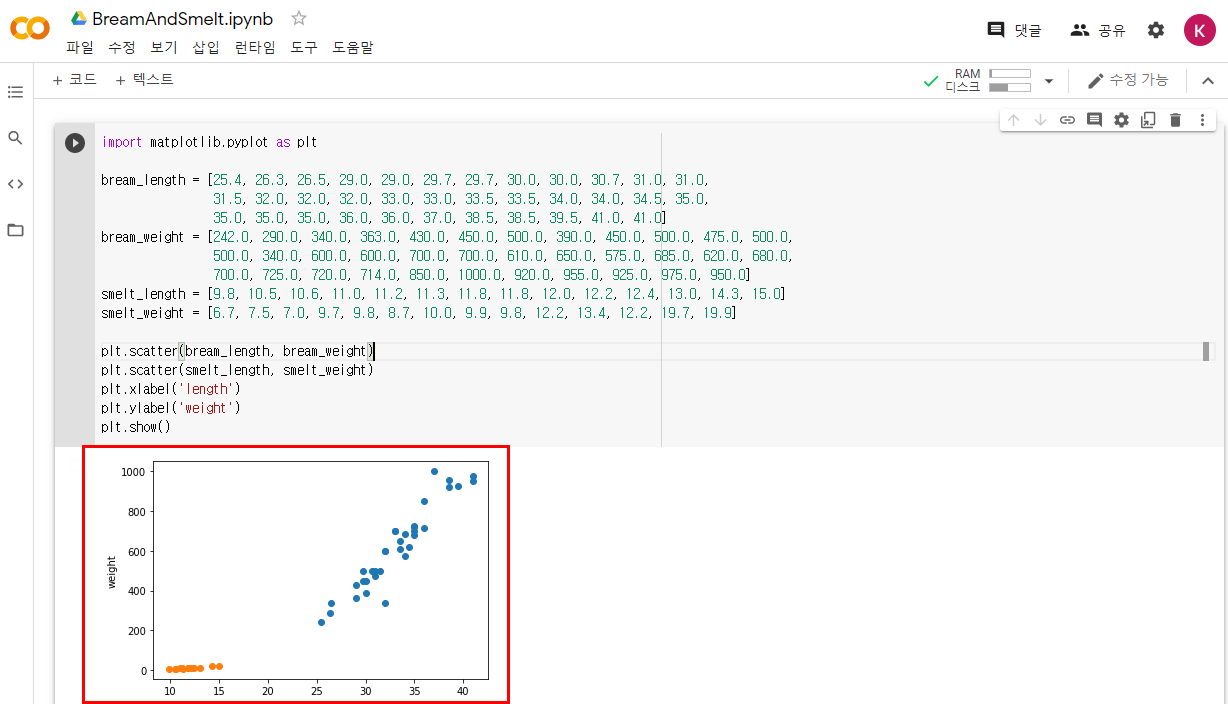 BreamAndSmelt.ipynb
댓글 공유 K
파일 수정 보기 삽입 런타임 도구 도움말
+ 코드 + 텍스트
RAM
디스크
수정 가능
import matplotlib.pyplot as plt
bream_length = [25.4, 26.3, 26.5, 29.0, 29.0, 29.7, 29.7, 30.0, 30.0, 30.7, 31.0, 31.0,
31.5, 32.0, 32.0, 32.0, 33.0, 33.0, 33.5, 33.5, 34.0, 34.0, 34.5, 35.0,
35.0, 35.0, 35.0, 36.0, 36.0, 37.0, 38.5, 38.5, 39.5, 41.0, 41.0]
bream_weight = [242.0, 290.0, 340.0, 363.0, 430.0, 450.0, 500.0, 390.0, 450.0, 500.0, 475.0, 500.0,
500.0, 340.0, 600.0, 600.0, 700.0, 700.0, 610.0, 650.0, 575.0, 685.0, 620.0, 680.0,
700.0, 725.0, 720.0, 714.0, 850.0, 1000.0, 920.0, 955.0, 925.0, 975.0, 950.0]
smelt_length = [9.8, 10.5, 10.6, 11.0, 11.2, 11.3, 11.8, 11.8, 12.0, 12.2, 12.4, 13.0, 14.3, 15.0]
smelt_weight = [6.7, 7.5, 7.0, 9.7, 9.8, 8.7, 10.0, 9.9, 9.8, 12.2, 13.4, 12.2, 19.7, 19.9]
plt.scatter(bream_length, bream_weight)
plt.scatter(smelt_length, smelt_weight)
plt.xlabel('length')
plt.ylabel('weight')
plt.show()
1000
800
600
weight
400
200
0
10 15 20 25 30 35 40